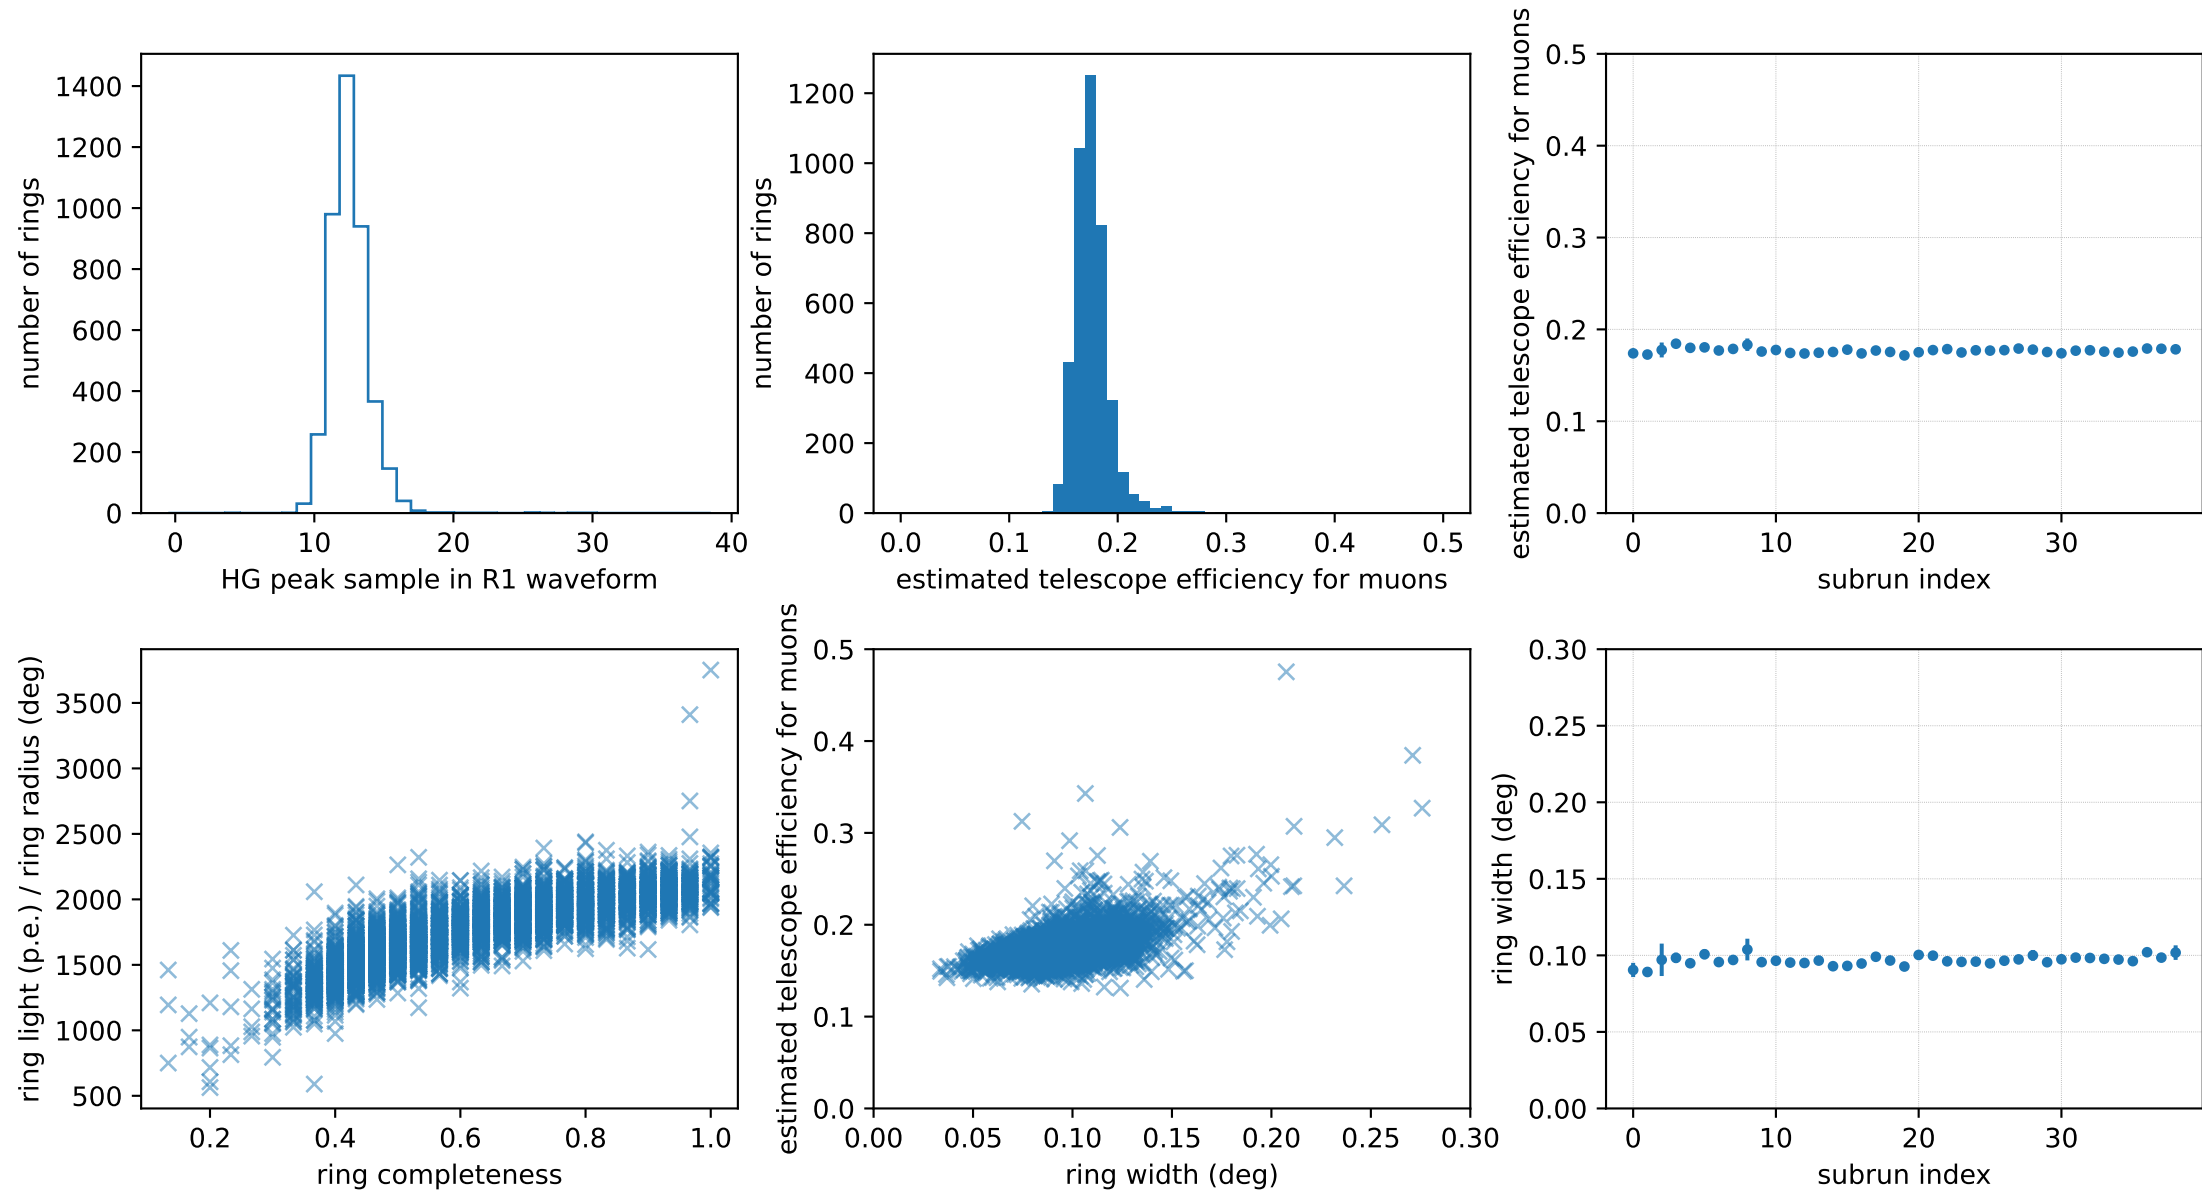 number of rings
1400
1200
1000
800
600
400
200
0
0 10 20 30 40
HG peak sample in R1 waveform
number of rings
1200
1000
800
600
400
200
0
0.0 0.1 0.2 0.3 0.4 0.5
estimated telescope efficiency for muons
estimated telescope efficiency for muons
0.5
0.4
0.3
0.2
0.1
0.0
0 10 20 30
subrun index
ring light (p.e.) / ring radius (deg)
3500
3000
2500
2000
1500
1000
500
0.2 0.4 0.6 0.8 1.0
ring completeness
estimated telescope efficiency for muons
0.5
0.4
0.3
0.2
0.1
0.0
0.00 0.05 0.10 0.15 0.20 0.25 0.30
ring width (deg)
ring width (deg)
0.30
0.25
0.20
0.15
0.10
0.05
0.00
0 10 20 30
subrun index